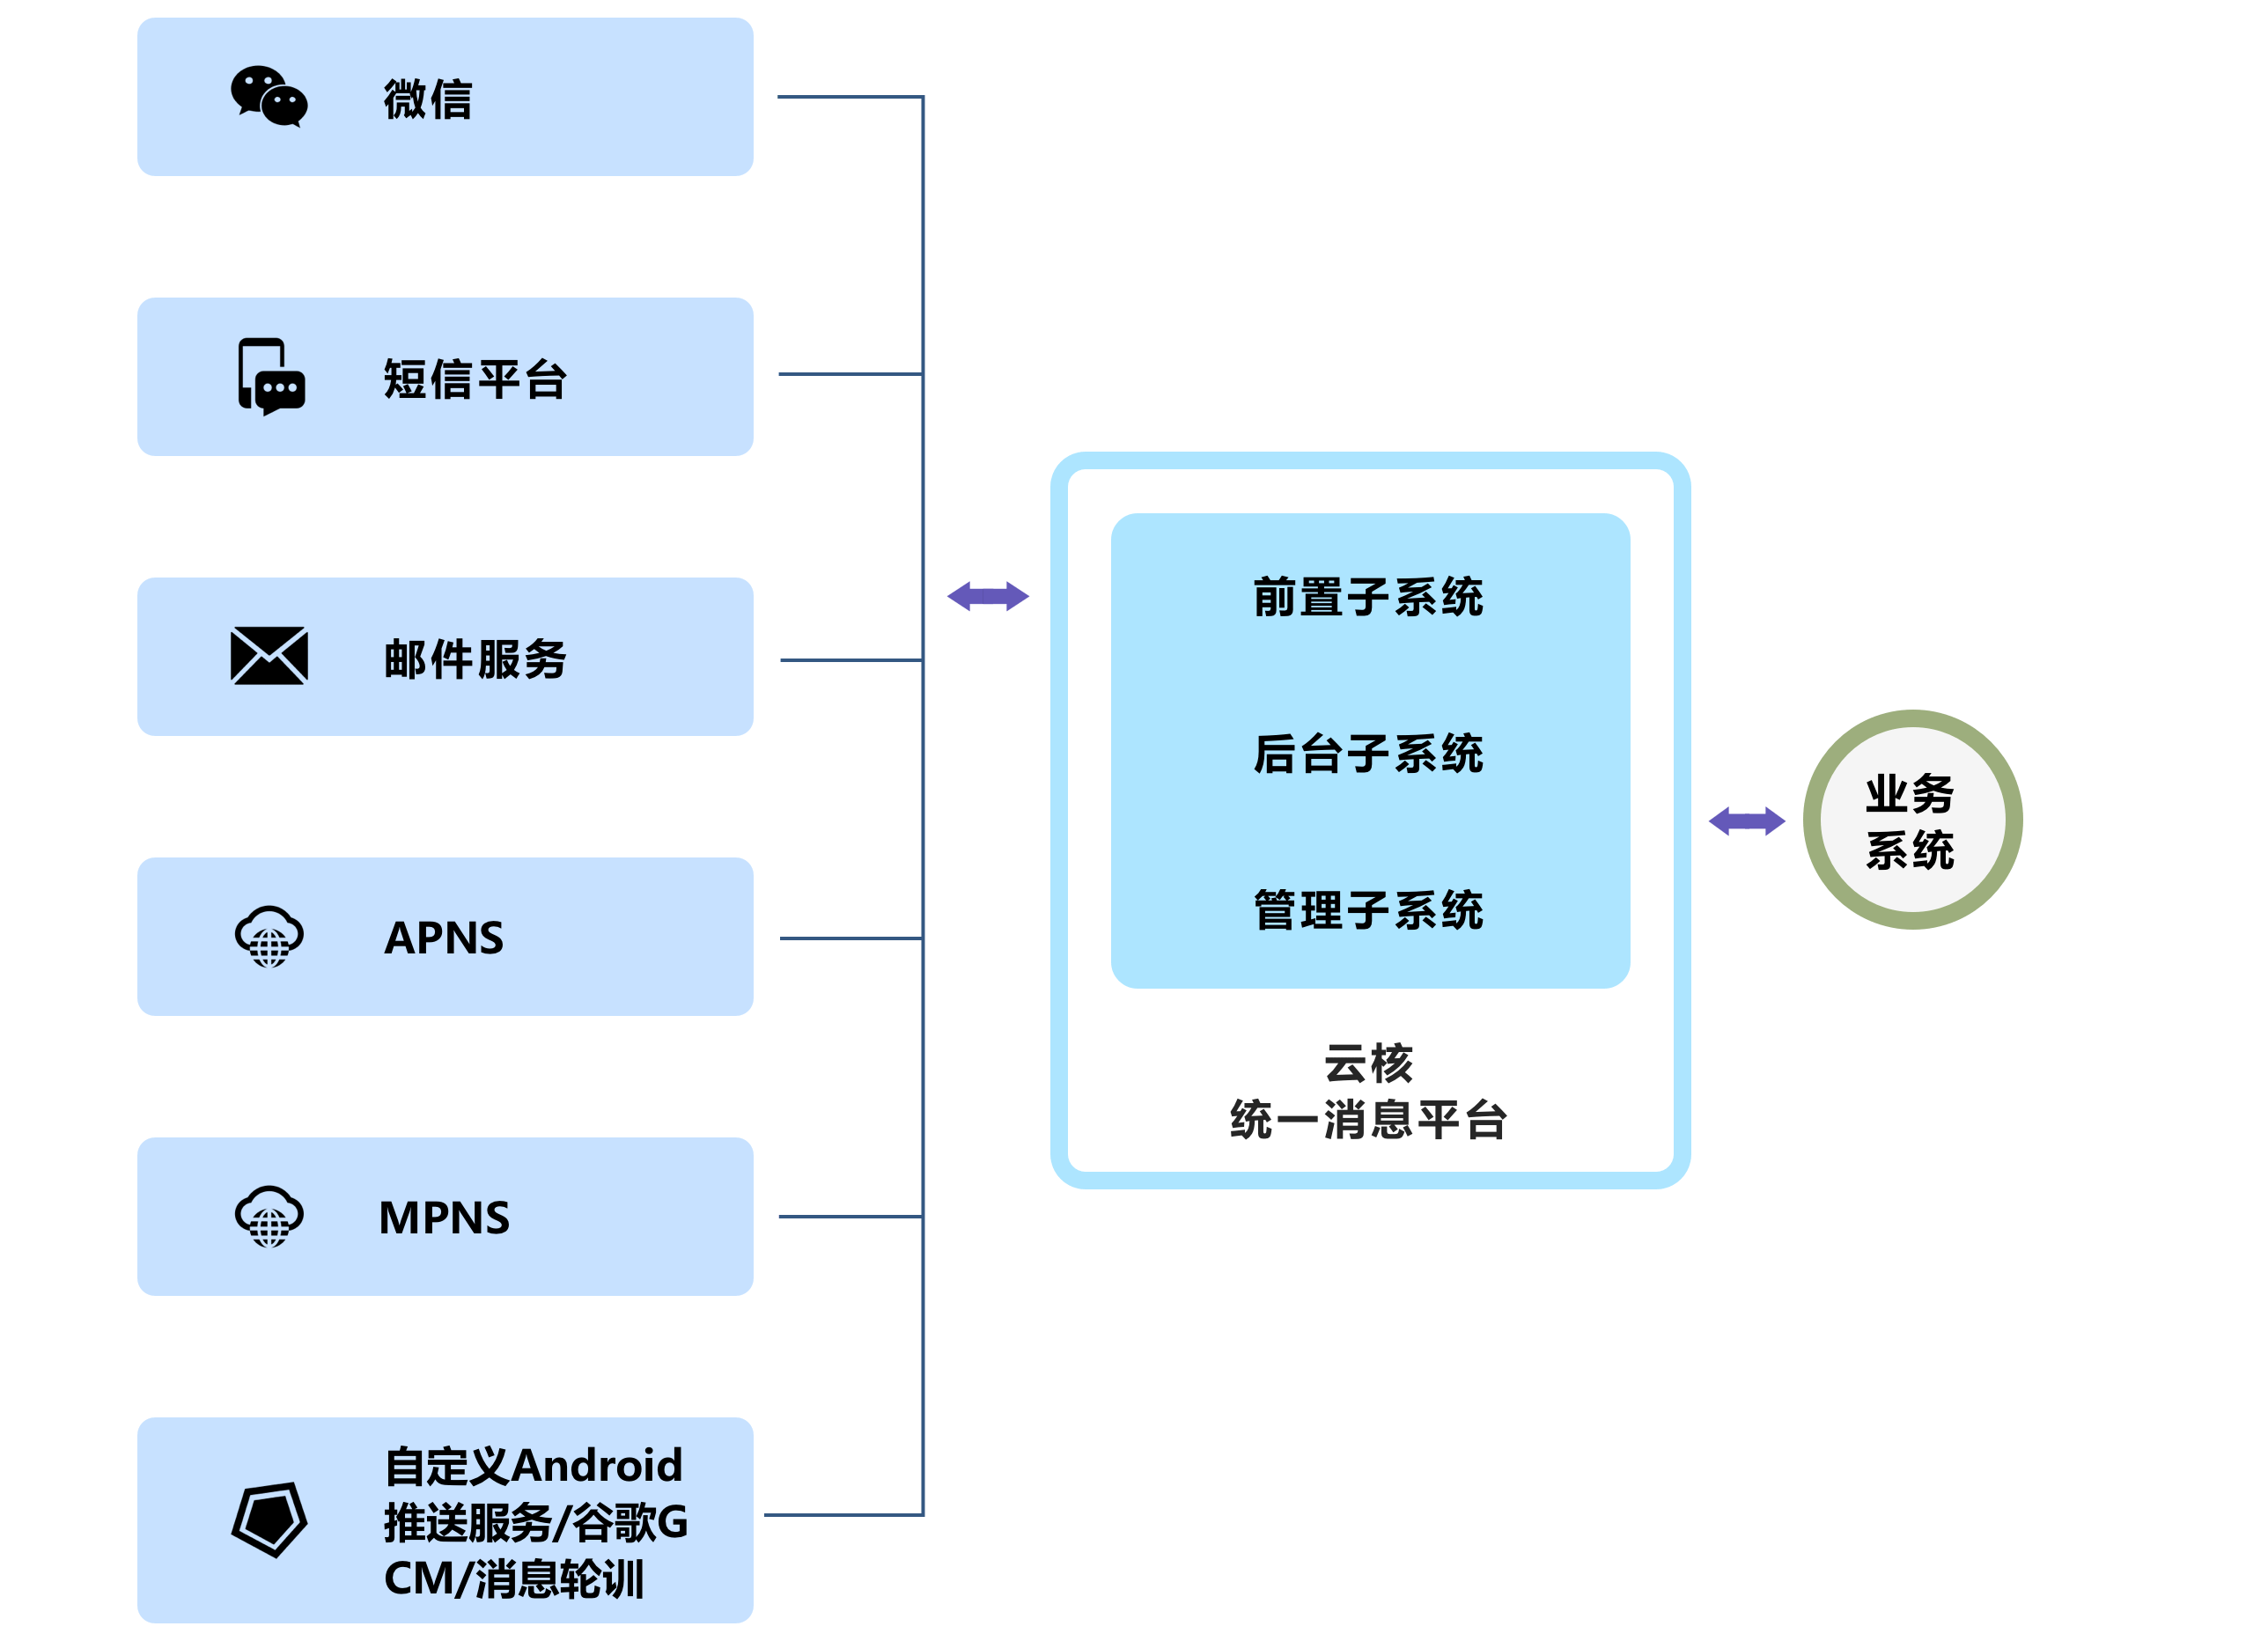 微信
短信平台
邮件服务
APNS
MPNS
自定义Android
推送服务/谷歌G
CM/消息轮训
前置子系统
后台子系统
管理子系统
云核
统一消息平台
业务
系统